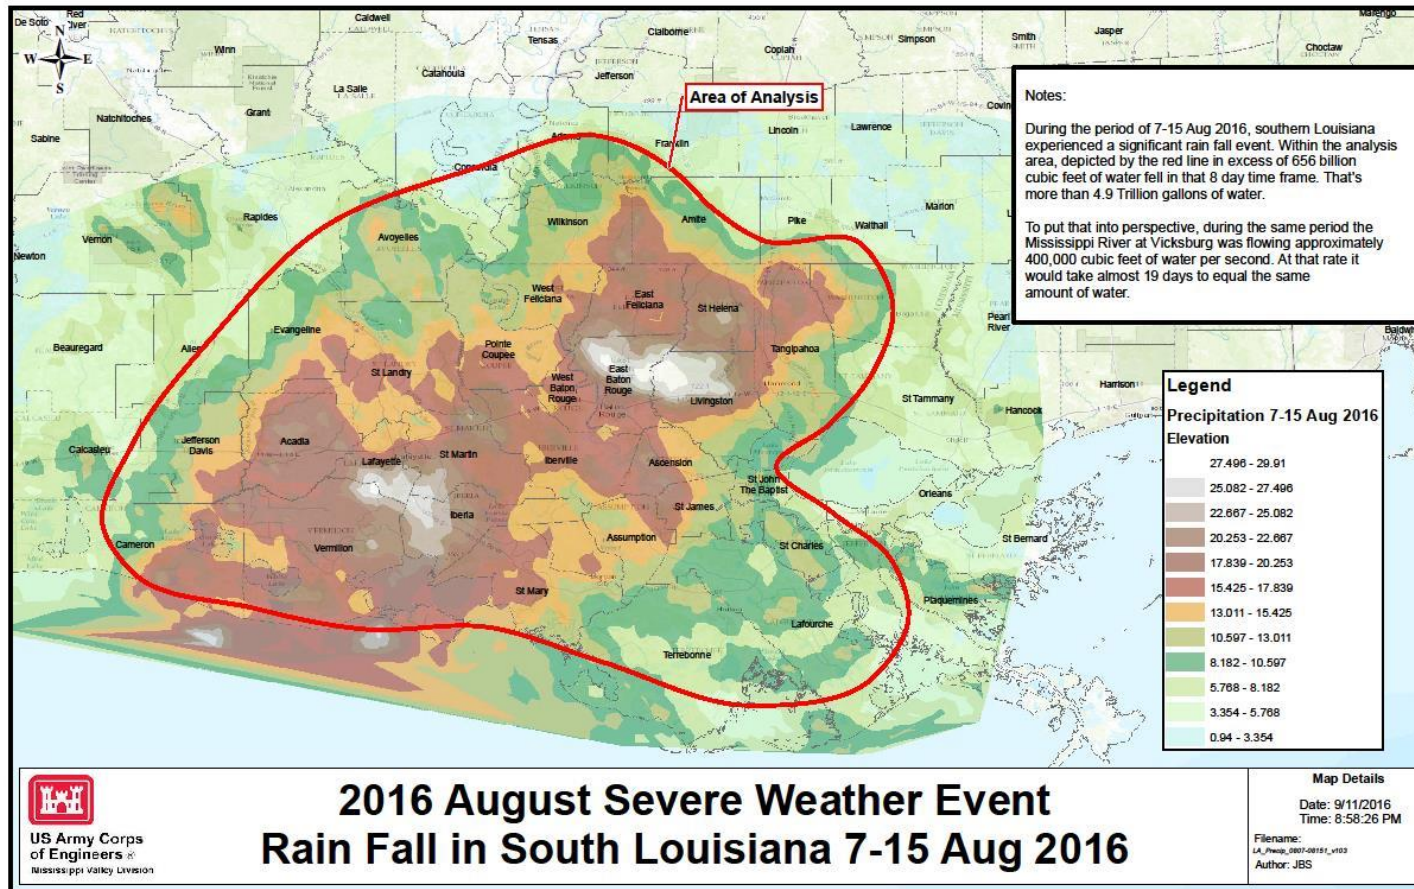 De Soto
Red
River
Caldwell
Tensas
Claiborne
Copiah
Simpson
Smith
Jasper
Marengo
Choctaw
Winn
N
W
E
S
Catahoula
Jefferson
La Salle
Grant
Natchitoches
Sabine
Area of Analysis
Lincoln
Lawrence
Adams
Franklin
Concordia
Rapides
Vernon
Newton
Avoyelles
Wilkinson
Amite
Pike
Walthall
Marion
Notes:
During the period of 7-15 Aug 2016, southern Louisiana
experienced a significant rain fall event. Within the analysis
area, depicted by the red line in excess of 656 billion
cubic feet of water fell in that 8 day time frame. That's
more than 4.9 Trillion gallons of water.
To put that into perspective, during the same period the
Mississippi River at Vicksburg was flowing approximately
400,000 cubic feet of water per second. At that rate it
would take almost 19 days to equal the same
amount of water.
West
Feliciana
East
Feliciana
St Helena
Pearl
River
Evangeline
Beauregard
Allen
Pointe
Coupee
St Landry
Tangipahoa
West
Baton
Rouge
East
Baton
Rouge
Livingston
St Tammany
Harrison
Hancock
Calcasieu
Jefferson
Davis
Acadia
Lafayette
St Martin
Iberville
Ascension
St John
The Baptist
Orleans
Iberia
St James
Cameron
Vermilion
Assumption
St Charles
St Bernard
St Mary
Plaquemines
Lafourche
Terrebonne
Legend
Precipitation 7-15 Aug 2016
Elevation
27.496 - 29.91
25.082 - 27.496
22.667 - 25.082
20.253 - 22.667
17.839 - 20.253
15.425 - 17.839
13.011 - 15.425
10.597 - 13.011
8.182 - 10.597
5.768 - 8.182
3.354 - 5.768
0.94 - 3.354
US Army Corps
of Engineers ®
Mississippi Valley Division
2016 August Severe Weather Event
Rain Fall in South Louisiana 7-15 Aug 2016
Map Details
Date: 9/11/2016
Time: 8:58:26 PM
Filename:
LA_Precip_0807-08151_v103
Author: JBS